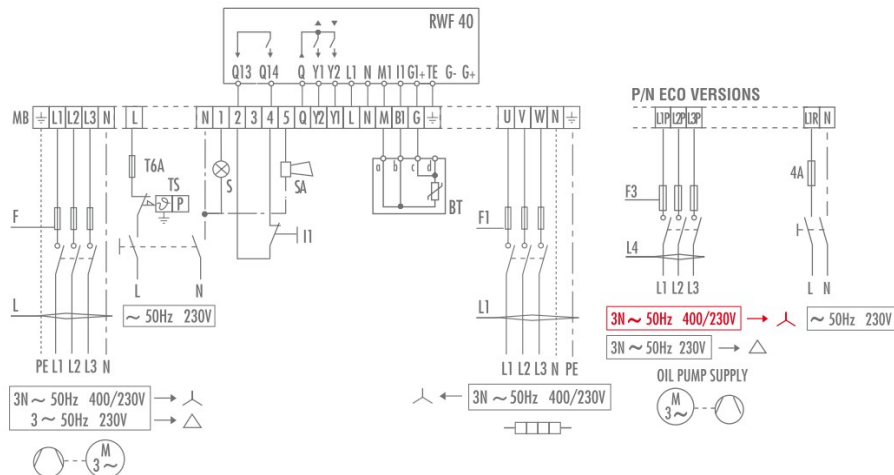 RWF 40
Q13 Q14 Q Y1 Y2 L1 N M1 I1 G1+ TE G- G+
P/N ECO VERSIONS
MB L1 L2 L3 N L N 1 2 3 4 5 Q Y2 Y1 L N M B1 G U V W N L1P L2P L3P L1R N
T6A
TS
P
S
SA
a b c d
BT
F
I1
F1
F3
4A
L4
L N
L1 L2 L3
L N
L
~ 50Hz 230V
L1
3N ~ 50Hz 400/230V
~ 50Hz 230V
3N ~ 50Hz 230V
PE L1 L2 L3 N
L1 L2 L3 N PE
OIL PUMP SUPPLY
3N ~ 50Hz 400/230V
3 ~ 50Hz 230V
3N ~ 50Hz 400/230V
M
3 ~
M
3 ~